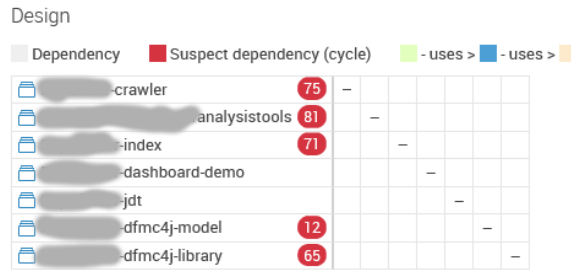 Design
Dependency Suspect dependency (cycle) - uses > - uses >
-crawler 75 –
analysistools 81 –
-index 71 –
-dashboard-demo –
-jdt –
-dfmc4j-model 12 –
-dfmc4j-library 65 –